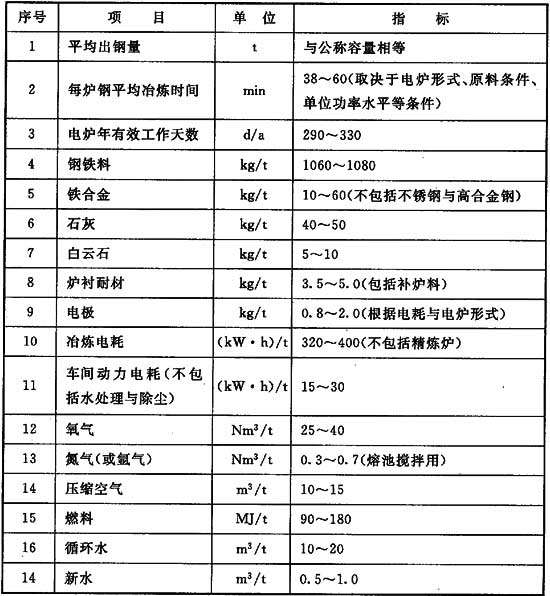 序号 项 目 单 位 指 标
1 平均出钢量 t 与公称容量相等
2 每炉钢平均冶炼时间 min 38～60(取决于电炉形式、原料条件、
单位功率水平等条件)
3 电炉年有效工作天数 d/a 290～330
4 钢铁料 kg/t 1060～1080
5 铁合金 kg/t 10～60(不包括不锈钢与高合金钢)
6 石灰 kg/t 40～50
7 白云石 kg/t 5～10
8 炉衬耐材 kg/t 3.5～5.0(包括补炉料)
9 电极 kg/t 0.8～2.0(根据电耗与电炉形式)
10 冶炼电耗 (kW·h)/t 320～400(不包括精炼炉)
11 车间动力电耗(不包
括水处理与除尘) (kW·h)/t 15～30
12 氧气 Nm³/t 25～40
13 氮气(或氩气) Nm³/t 0.3～0.7(熔池搅拌用)
14 压缩空气 m³/t 10～15
15 燃料 MJ/t 90～180
16 循环水 m³/t 10～20
14 新水 m³/t 0.5～1.0